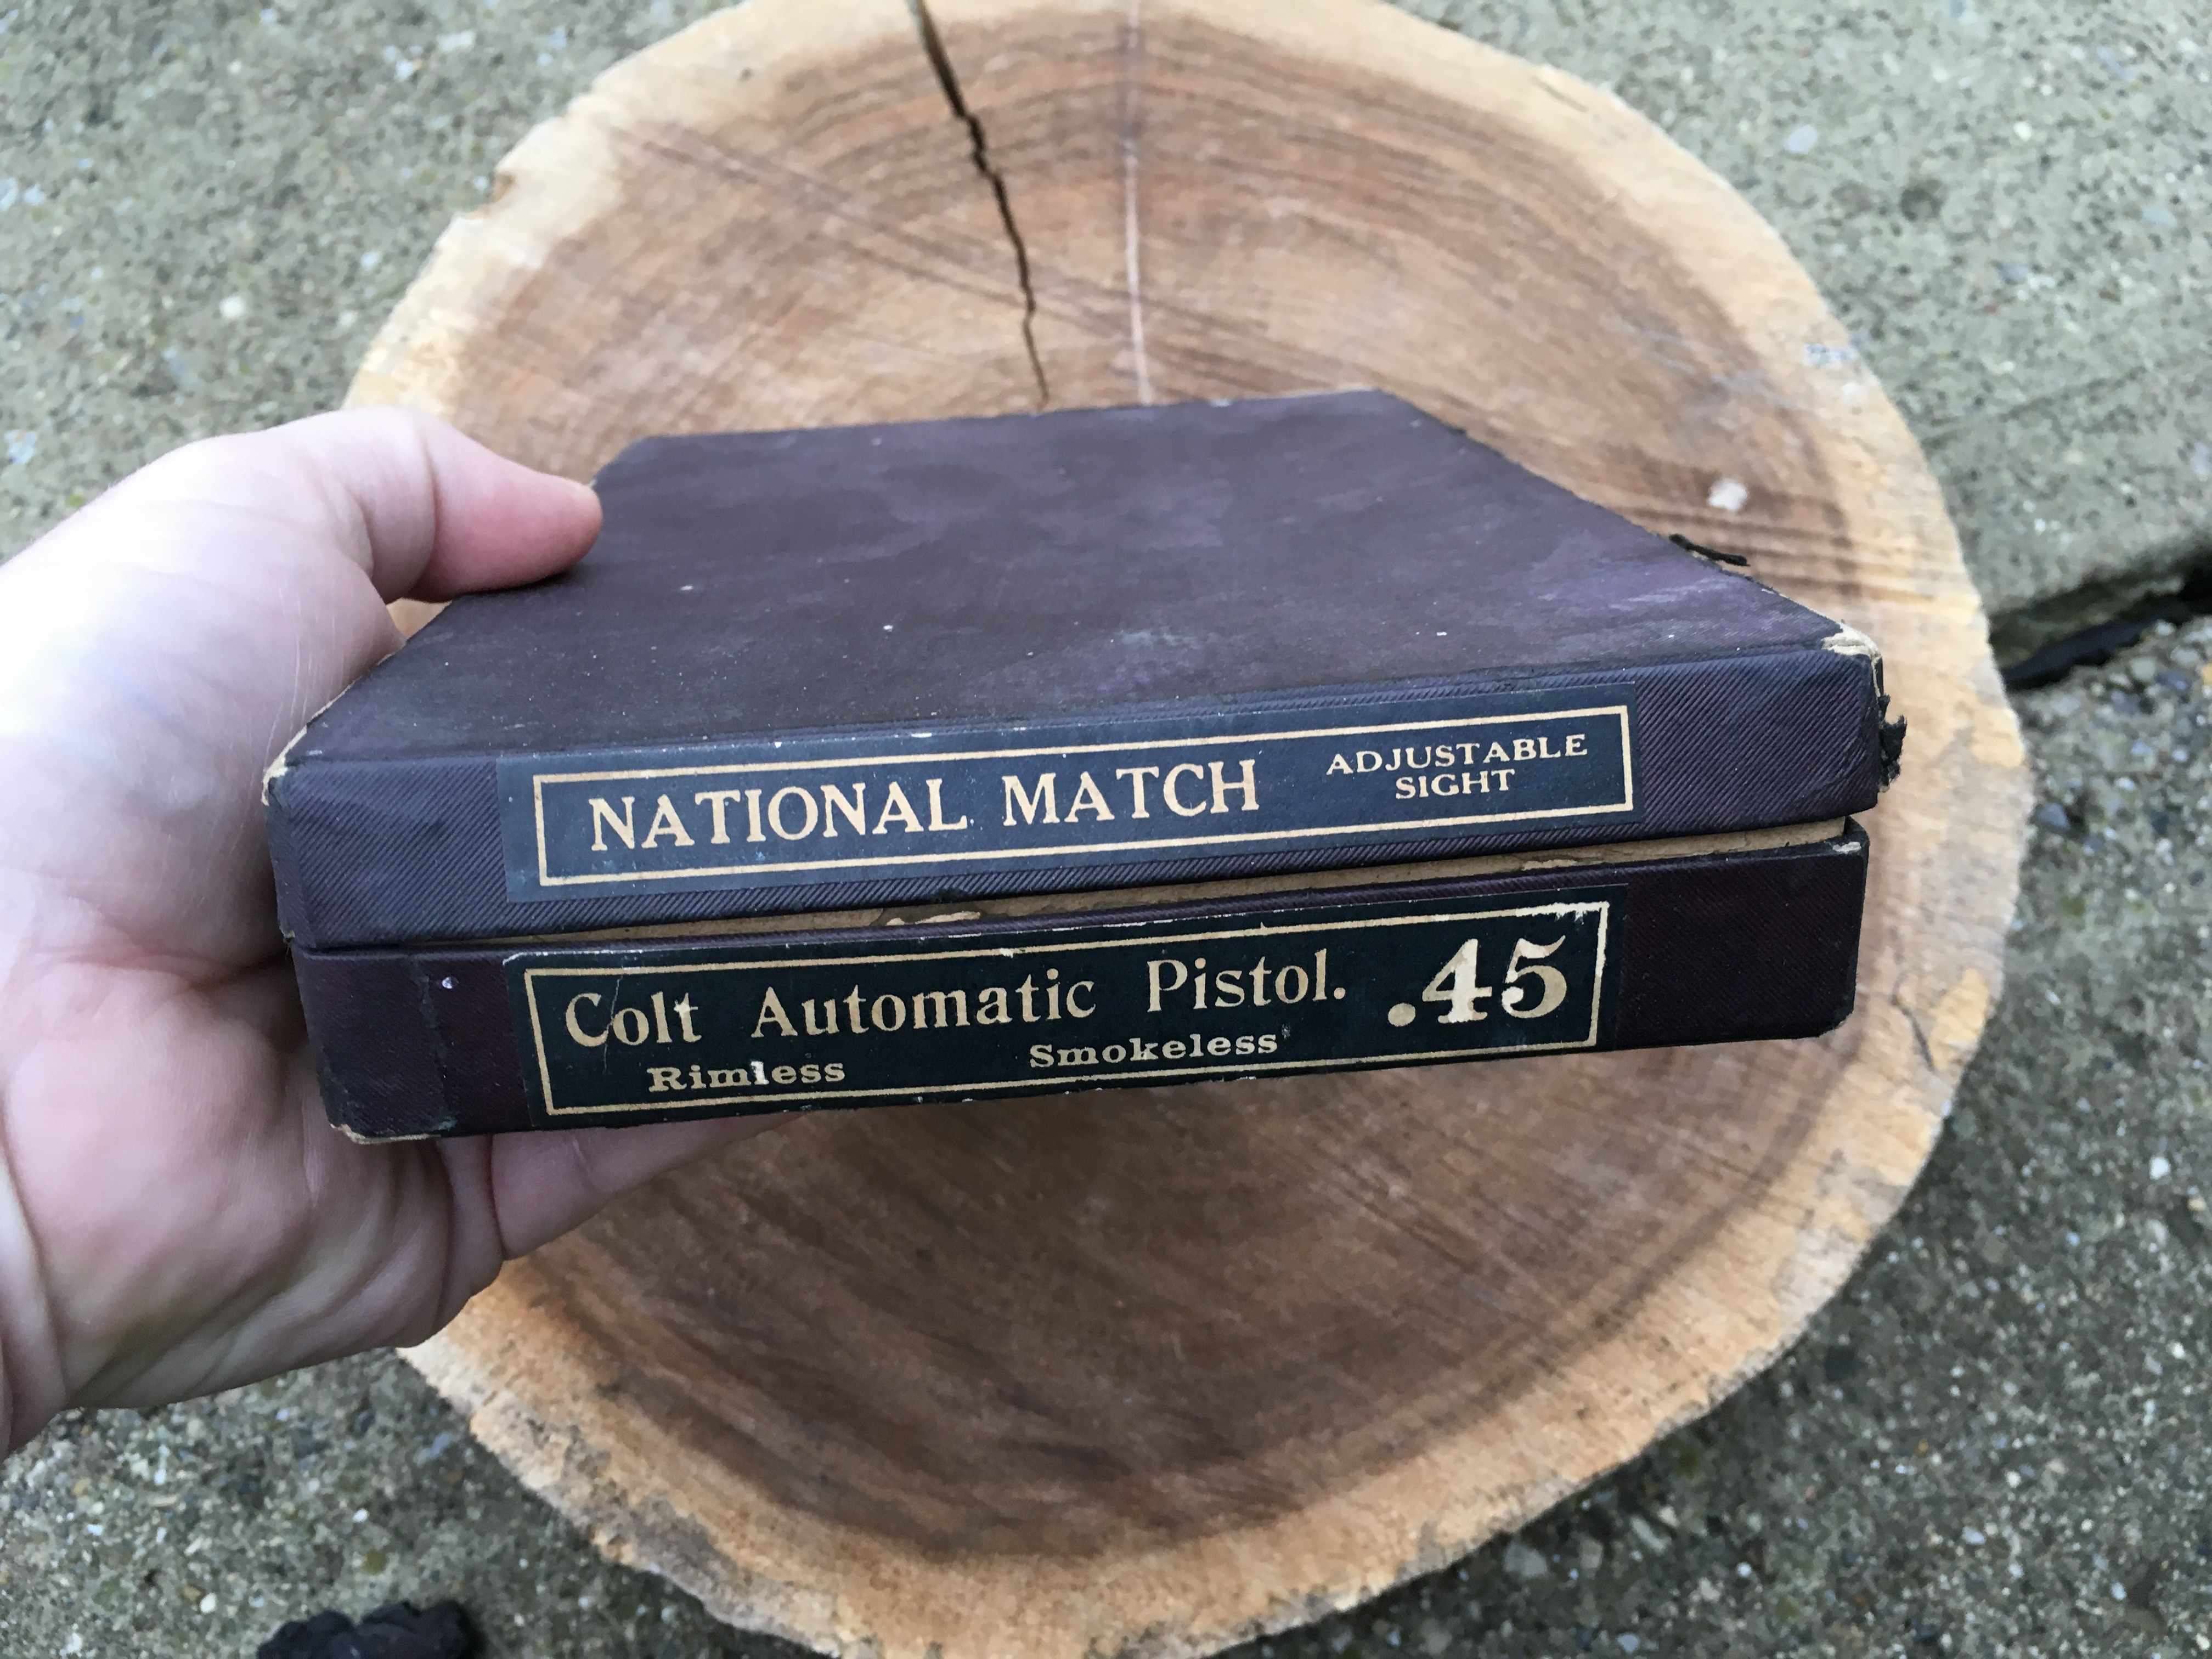 NATIONAL MATCH ADJUSTABLE
SIGHT
Colt Automatic Pistol. .45
Rimless Smokeless